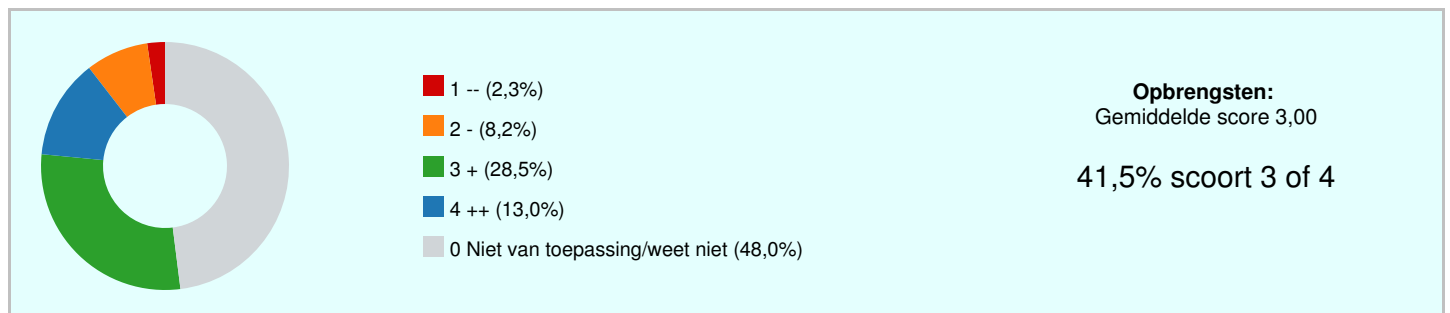 1 -- (2,3%)
2 - (8,2%)
3 + (28,5%)
4 ++ (13,0%)
0 Niet van toepassing/weet niet (48,0%)
Opbrengsten:
Gemiddelde score 3,00
41,5% scoort 3 of 4